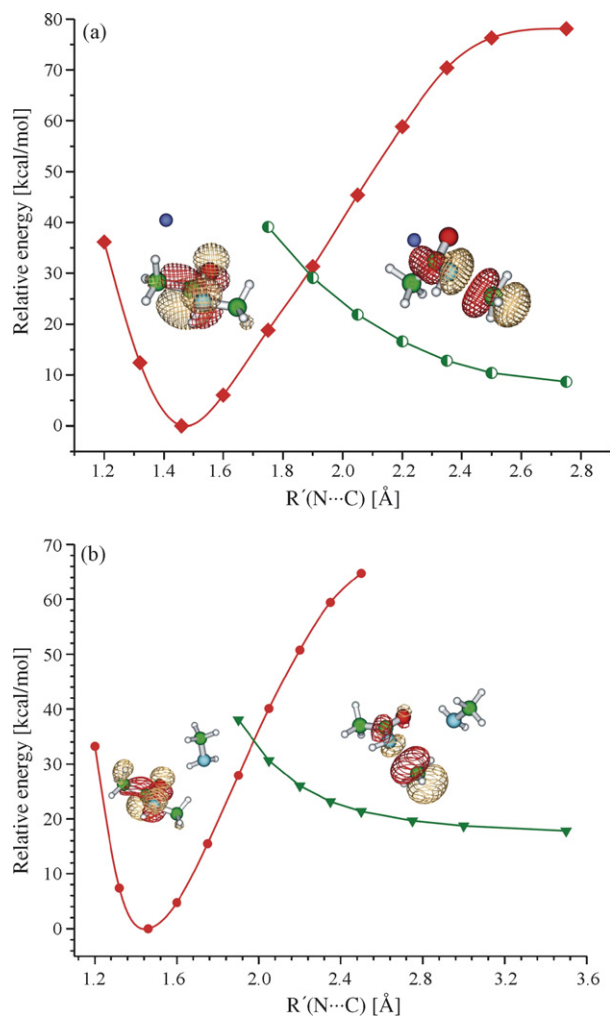 (a)
80
70
60
50
40
30
20
10
0
Relative energy [kcal/mol]
1.2 1.4 1.6 1.8 2.0 2.2 2.4 2.6 2.8
R´(N···C) [Å]
(b)
70
60
50
40
30
20
10
0
Relative energy [kcal/mol]
1.2 1.6 2.0 2.4 2.8 3.2 3.6
R´(N···C) [Å]